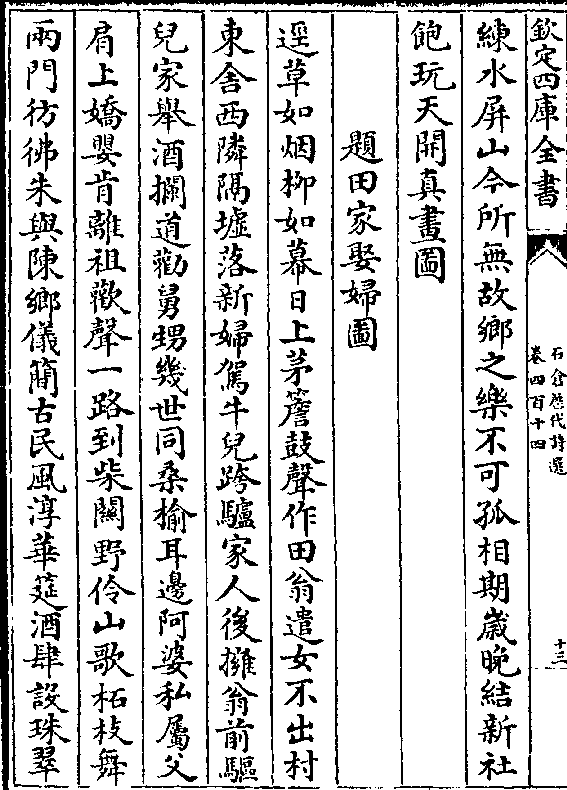 欽定四庫全書
石倉歷代詩選
卷四百十四
十三
練水屏山今所無故鄉之樂不可孤相期歲晚結新社
飽玩天開真畫圖
題田家娶婦圖
逕草如烟柳如幕日上茅簷鼓聲作田翁遣女不出村
東舍西隣隔墟落新婦駕牛兒跨驢家人後擁翁前驅
兒家舉酒攔道勸舅甥幾世同桑榆耳邊阿婆私屬父
肩上嬌嬰肯離祖歡聲一路到柴關野伶山歌柘枝舞
兩門彷彿朱與陳鄉儀簡古民風淳華筵酒肆設珠翠